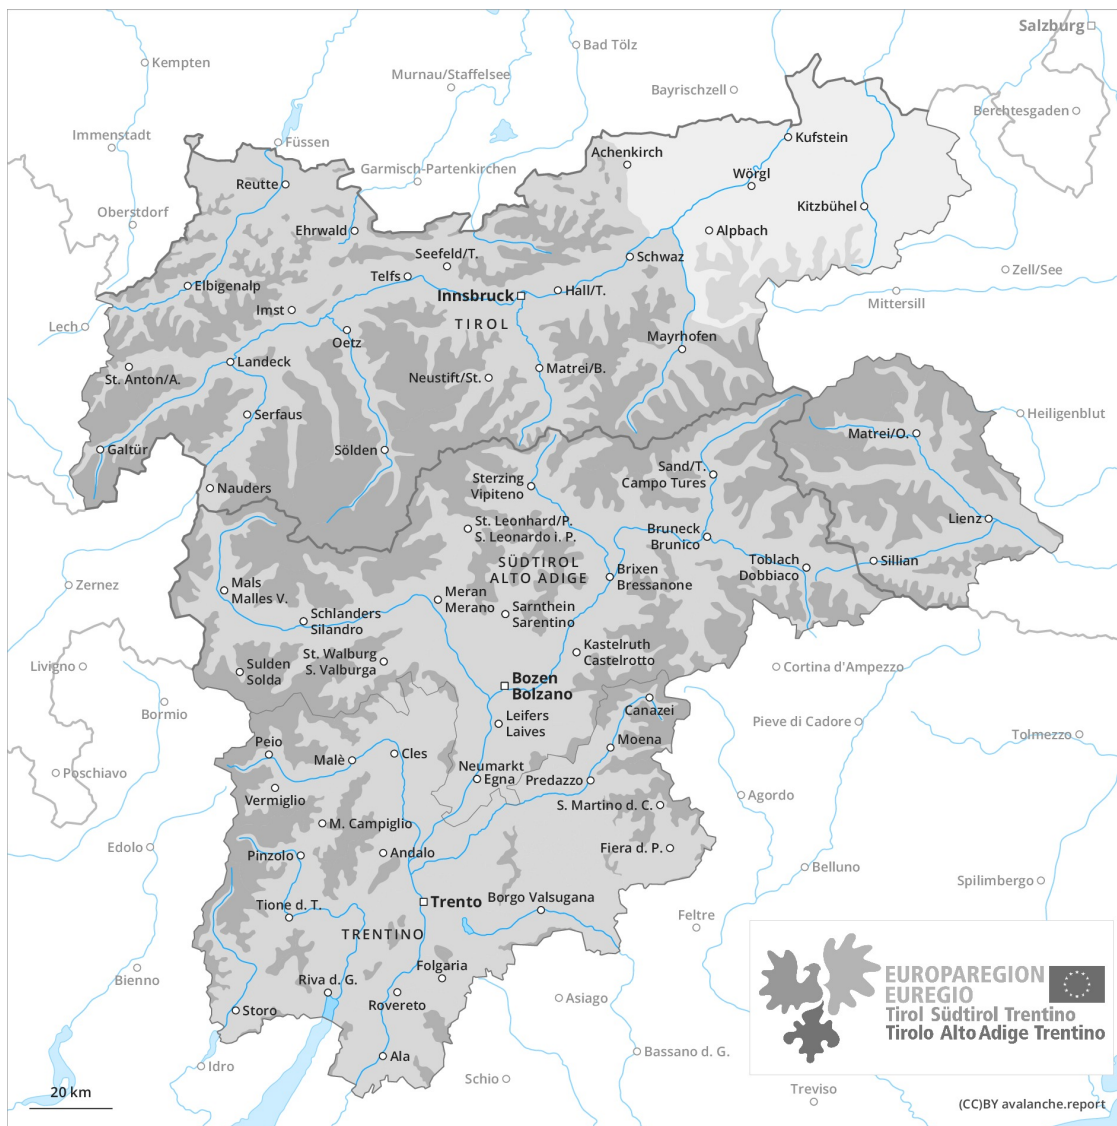 Salzburg
Bad Tölz
Kempten
Murnau/Staffelsee
Bayrischzell
Berchtesgaden
Immenstadt
Füssen
Kufstein
Achenkirch
Garmisch-Partenkirchen
Wörgl
Reutte
Oberstdorf
Kitzbühel
Ehrwald
Alpbach
Seefeld/T.
Schwaz
Telfs
Zell/See
Elbigenalp
Innsbruck
Hall/T.
Mittersill
Imst
TIROL
Lech
Oetz
Mayrhofen
Landeck
Matrei/B.
St. Anton/A.
Neustift/St.
Serfaus
Heiligenblut
Matrei/O.
Galtür
Sölden
Sterzing
Vipiteno
Sand/T.
Campo Tures
Nauders
St. Leonhard/P.
S. Leonardo i. P.
Lienz
Bruneck
Brunico
SÜDTIROL
ALTO ADIGE
Toblach
Dobbiaco
Sillian
Brixen
Bressanone
Zernez
Mals
Malles V.
Meran
Merano
Schlanders
Silandro
Sarnthein
Sarentino
Kastelruth
Castelrotto
St. Walburg
S. Valburga
Livigno
Sulden
Solda
Cortina d'Ampezzo
Bozen
Bolzano
Canazei
Bormio
Leifers
Laives
Pieve di Cadore
Tolmezzo
Moena
Peio
Cles
Malè
Poschiavo
Neumarkt
Egna
Predazzo
Vermiglio
S. Martino d. C.
Agordo
M. Campiglio
Edolo
Pinzolo
Andalo
Fiera d. P.
Belluno
Spilimbergo
Trento
Borgo Valsugana
Tione d. T.
Feltre
TRENTINO
Bienno
Folgaria
Riva d. G.
Rovereto
Asiago
Storo
Ala
Bassano d. G.
Idro
Schio
Treviso
EUROPAREGION
EUREGIO
Tirol Südtirol Trentino
Tirolo Alto Adige Trentino
20 km
(CC)BY avalanche.report